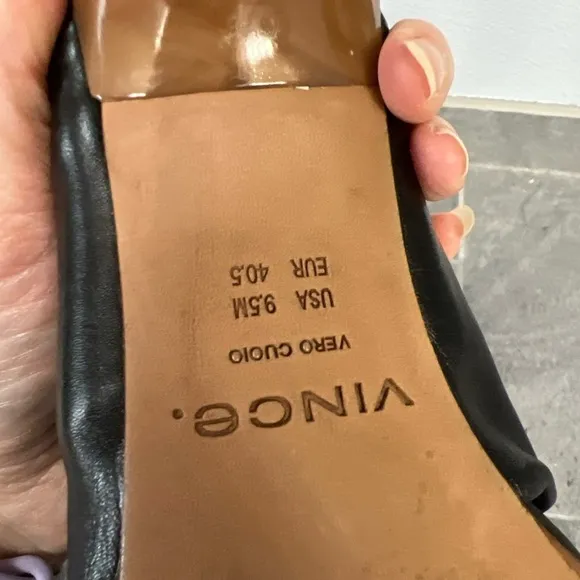 VINCE.
VERO CUOIO
USA 9.5M
EUR 40.5